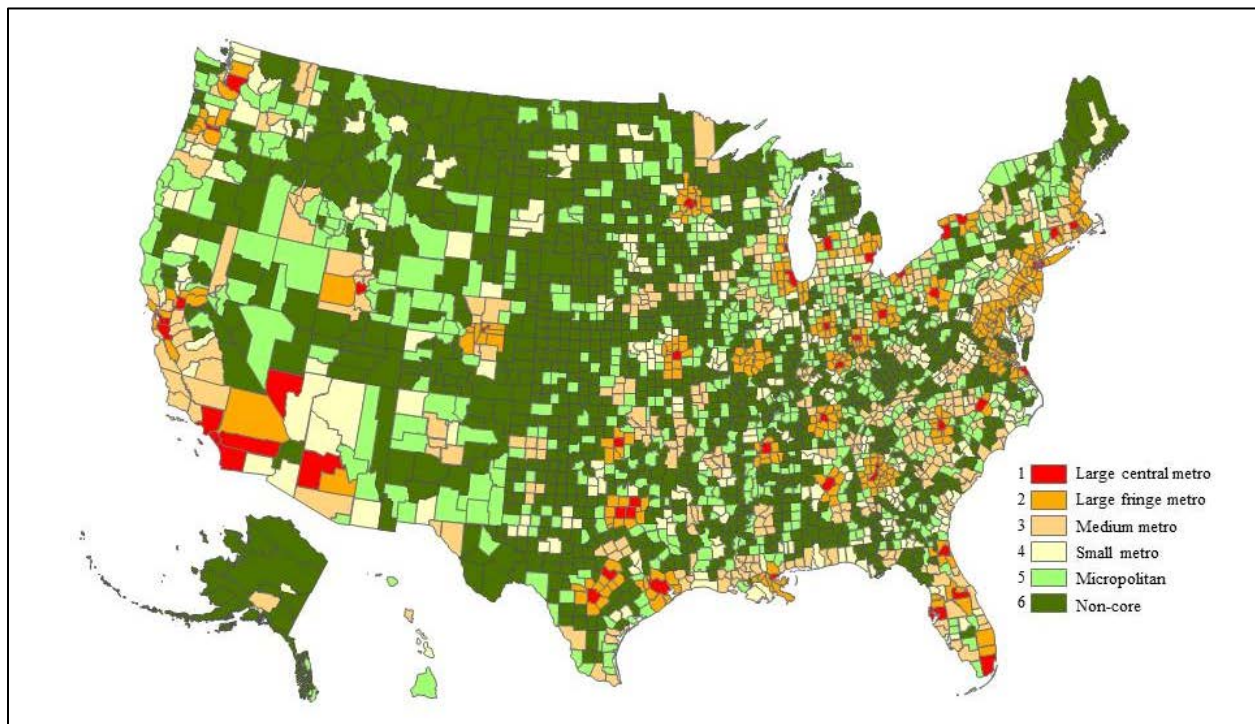 1 Large central metro
2 Large fringe metro
3 Medium metro
4 Small metro
5 Micropolitan
6 Non-core